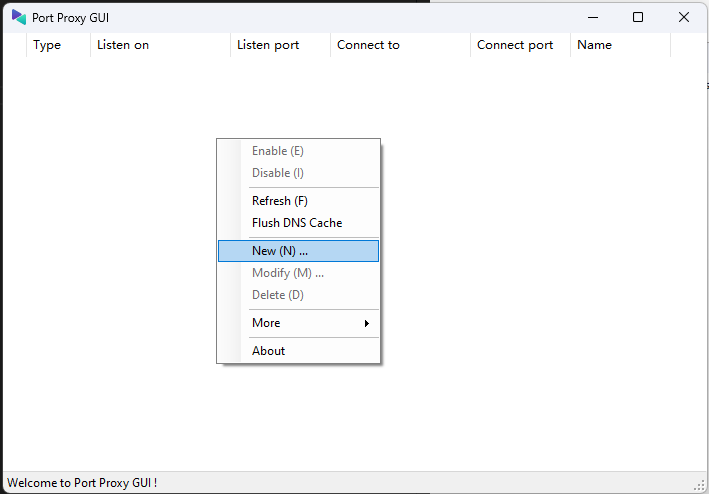 Port Proxy GUI
Type Listen on Listen port Connect to Connect port Name
Enable (E)
Disable (I)
Refresh (F)
Flush DNS Cache
New (N) ...
Modify (M) ...
Delete (D)
More
About
Welcome to Port Proxy GUI !